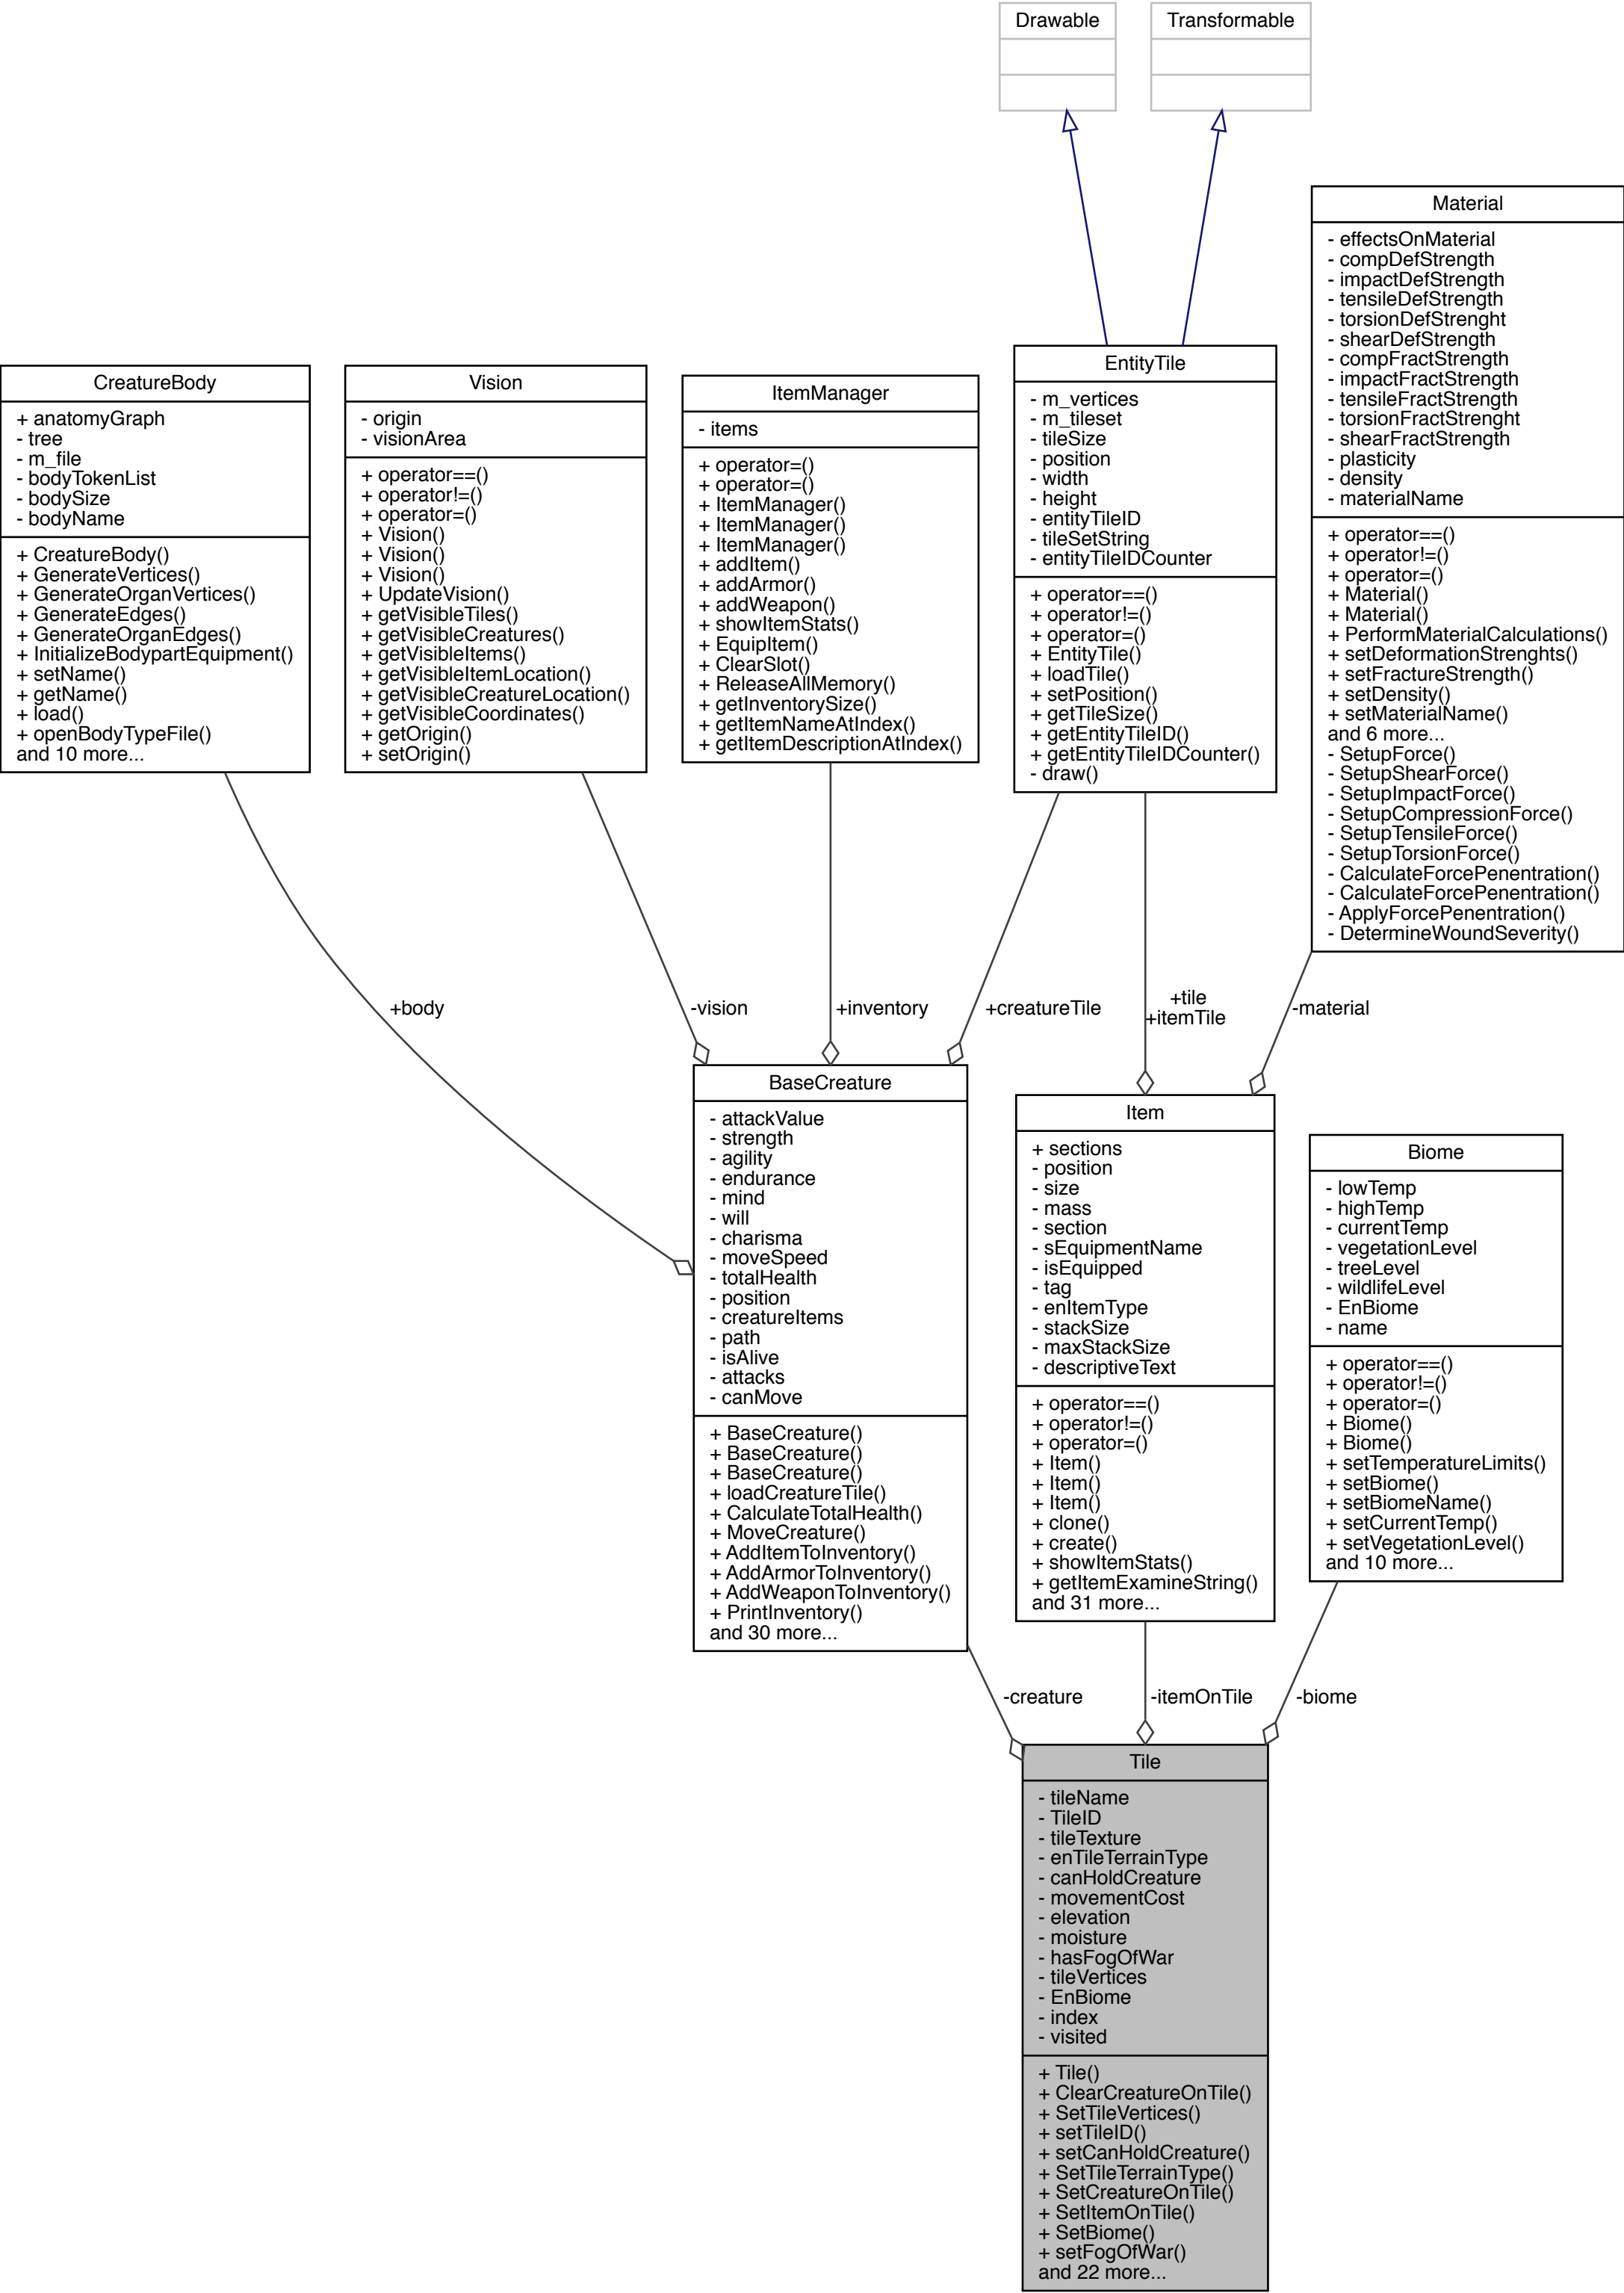 Drawable
Transformable
Material
- effectsOnMaterial
- compDefStrength
- impactDefStrength
- tensileDefStrength
- torsionDefStrenght
- shearDefStrength
- compFractStrength
- impactFractStrength
- tensileFractStrength
- torsionFractStrenght
- shearFractStrength
- plasticity
- density
- materialName
+ operator==()
+ operator!=()
+ operator=()
+ Material()
+ Material()
+ PerformMaterialCalculations()
+ setDeformationStrenghts()
+ setFractureStrength()
+ setDensity()
+ setMaterialName()
and 6 more...
- SetupForce()
- SetupShearForce()
- SetupImpactForce()
- SetupCompressionForce()
- SetupTensileForce()
- SetupTorsionForce()
- CalculateForcePenentration()
- CalculateForcePenentration()
- ApplyForcePenentration()
- DetermineWoundSeverity()
EntityTile
- m_vertices
- m_tileset
- tileSize
- position
- width
- height
- entityTileID
- tileSetString
- entityTileIDCounter
+ operator==()
+ operator!=()
+ operator=()
+ EntityTile()
+ loadTile()
+ setPosition()
+ getTileSize()
+ getEntityTileID()
+ getEntityTileIDCounter()
- draw()
CreatureBody
+ anatomyGraph
- tree
- m_file
- bodyTokenList
- bodySize
- bodyName
+ CreatureBody()
+ GenerateVertices()
+ GenerateOrganVertices()
+ GenerateEdges()
+ GenerateOrganEdges()
+ InitializeBodypartEquipment()
+ setName()
+ getName()
+ load()
+ openBodyTypeFile()
and 10 more...
Vision
- origin
- visionArea
+ operator==()
+ operator!=()
+ operator=()
+ Vision()
+ Vision()
+ Vision()
+ UpdateVision()
+ getVisibleTiles()
+ getVisibleCreatures()
+ getVisibleItems()
+ getVisibleItemLocation()
+ getVisibleCreatureLocation()
+ getVisibleCoordinates()
+ getOrigin()
+ setOrigin()
ItemManager
- items
+ operator=()
+ operator=()
+ ItemManager()
+ ItemManager()
+ ItemManager()
+ addItem()
+ addArmor()
+ addWeapon()
+ showItemStats()
+ EquipItem()
+ ClearSlot()
+ ReleaseAllMemory()
+ getInventorySize()
+ getItemNameAtIndex()
+ getItemDescriptionAtIndex()
+body
-vision
+inventory
+creatureTile
+tile
+itemTile
-material
BaseCreature
- attackValue
- strength
- agility
- endurance
- mind
- will
- charisma
- moveSpeed
- totalHealth
- position
- creatureItems
- path
- isAlive
- attacks
- canMove
+ BaseCreature()
+ BaseCreature()
+ BaseCreature()
+ loadCreatureTile()
+ CalculateTotalHealth()
+ MoveCreature()
+ AddItemToInventory()
+ AddArmorToInventory()
+ AddWeaponToInventory()
+ PrintInventory()
and 30 more...
Item
+ sections
- position
- size
- mass
- section
- sEquipmentName
- isEquipped
- tag
- enItemType
- stackSize
- maxStackSize
- descriptiveText
+ operator==()
+ operator!=()
+ operator=()
+ Item()
+ Item()
+ Item()
+ clone()
+ create()
+ showItemStats()
+ getItemExamineString()
and 31 more...
Biome
- lowTemp
- highTemp
- currentTemp
- vegetationLevel
- treeLevel
- wildlifeLevel
- EnBiome
- name
+ operator==()
+ operator!=()
+ operator=()
+ Biome()
+ Biome()
+ setTemperatureLimits()
+ setBiome()
+ setBiomeName()
+ setCurrentTemp()
+ setVegetationLevel()
and 10 more...
-creature
-itemOnTile
-biome
Tile
- tileName
- TileID
- tileTexture
- enTileTerrainType
- canHoldCreature
- movementCost
- elevation
- moisture
- hasFogOfWar
- tileVertices
- EnBiome
- index
- visited
+ Tile()
+ ClearCreatureOnTile()
+ SetTileVertices()
+ setTileID()
+ setCanHoldCreature()
+ SetTileTerrainType()
+ SetCreatureOnTile()
+ SetItemOnTile()
+ SetBiome()
+ setFogOfWar()
and 22 more...